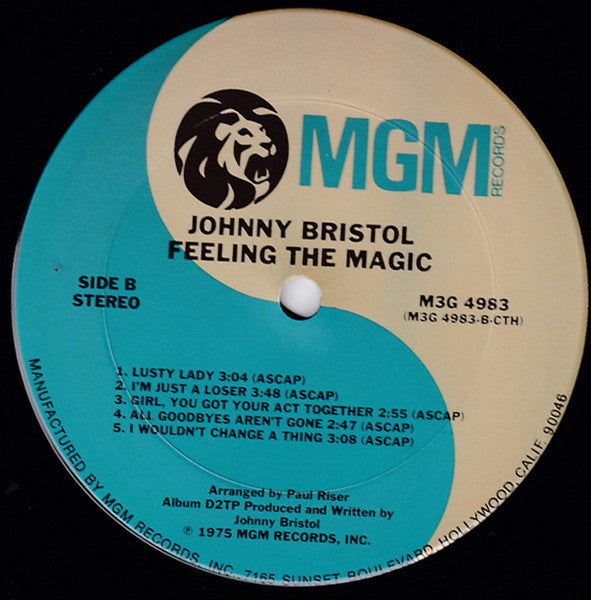 MGM
RECORDS
JOHNNY BRISTOL
FEELING THE MAGIC
SIDE B
STEREO
M3G 4983
(M3G 4983-B-CTH)
1. LUSTY LADY 3:04 (ASCAP)
2. I'M JUST A LOSER 3:48 (ASCAP)
3. GIRL, YOU GOT YOUR ACT TOGETHER 2:55 (ASCAP)
4. ALL GOODBYES AREN'T GONE 2:47 (ASCAP)
5. I WOULDN'T CHANGE A THING 3:08 (ASCAP)
Arranged by Paul Riser
Album D2TP Produced and Written by
Johnny Bristol
℗ 1975 MGM RECORDS, INC.
MANUFACTURED BY MGM RECORDS, INC., 7165 SUNSET BOULEVARD, HOLLYWOOD, CALIF. 90046